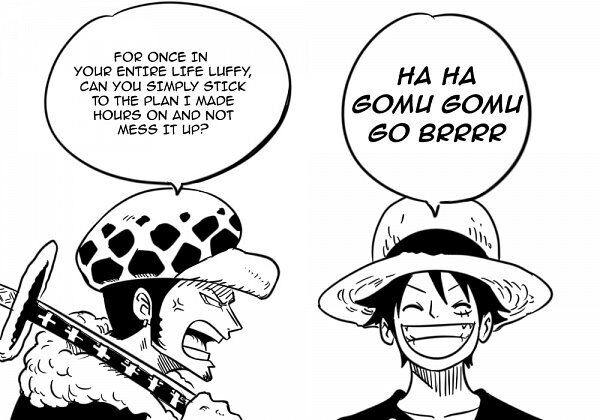 FOR ONCE IN
YOUR ENTIRE LIFE LUFFY,
CAN YOU SIMPLY STICK
TO THE PLAN I MADE
HOURS ON AND NOT
MESS IT UP?
HA HA
GOMU GOMU
GO BRRRR